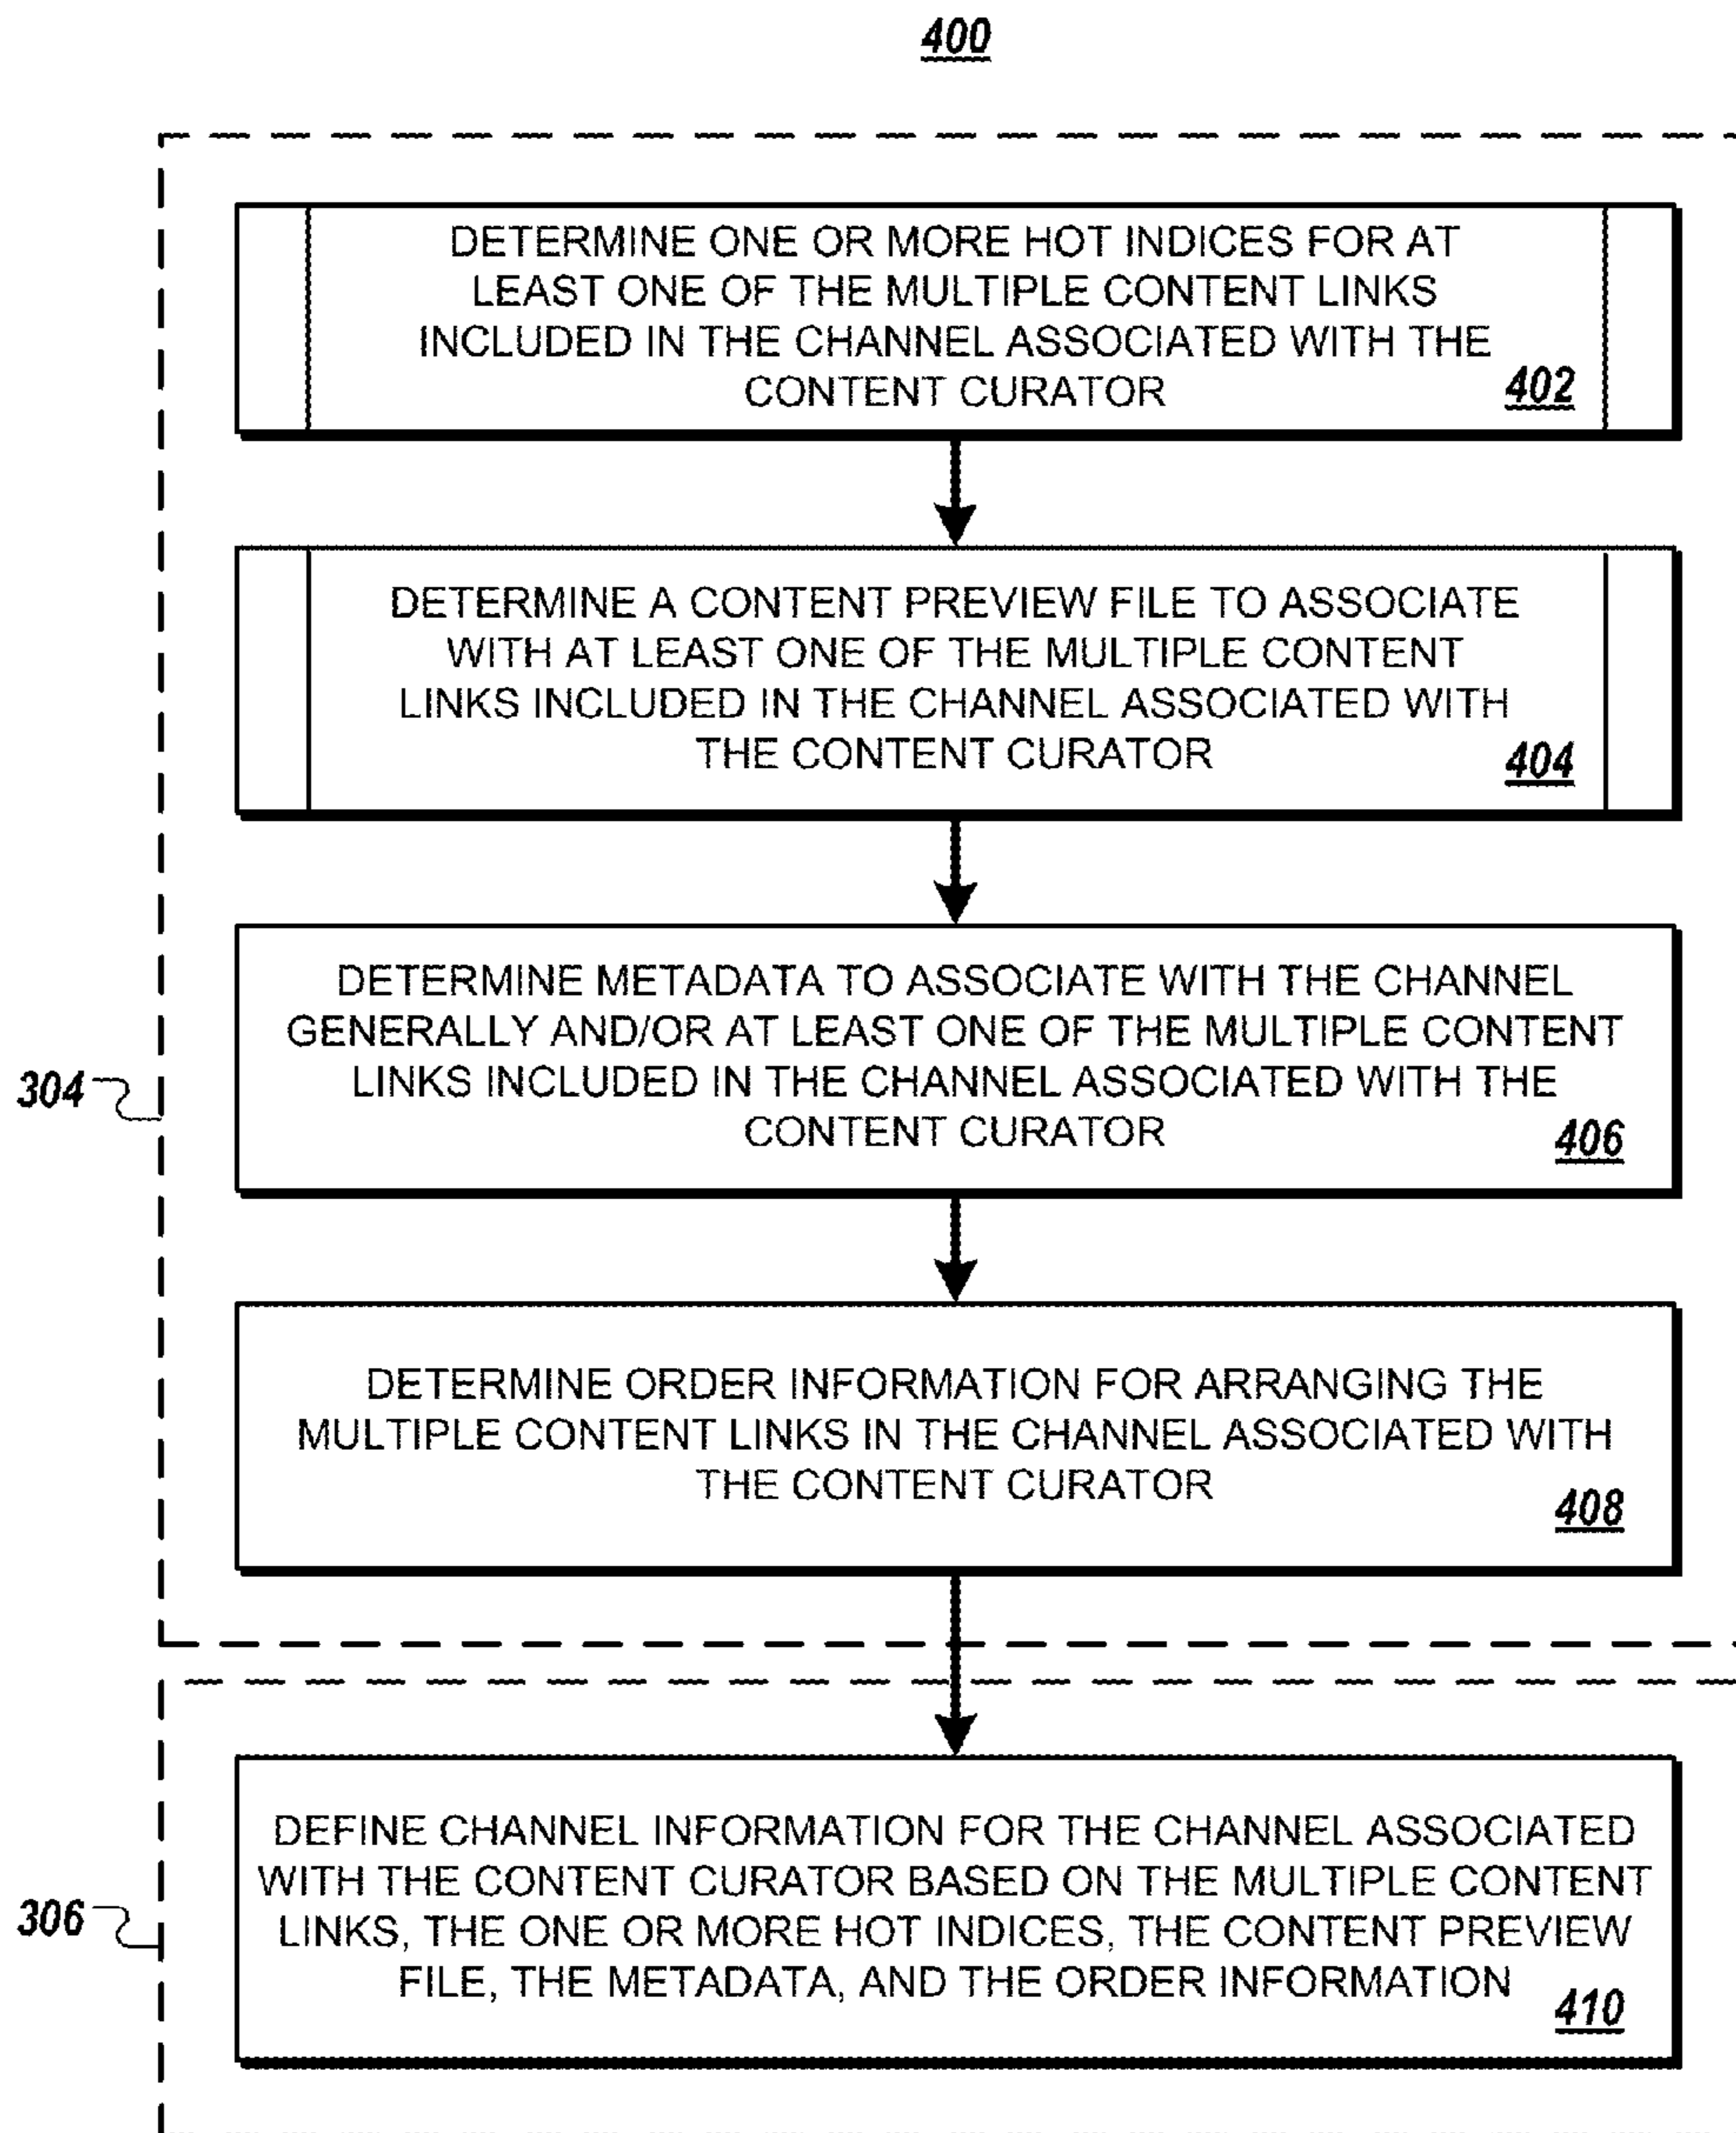 400
DETERMINE ONE OR MORE HOT INDICES FOR AT
LEAST ONE OF THE MULTIPLE CONTENT LINKS
INCLUDED IN THE CHANNEL ASSOCIATED WITH THE
CONTENT CURATOR
402
DETERMINE A CONTENT PREVIEW FILE TO ASSOCIATE
WITH AT LEAST ONE OF THE MULTIPLE CONTENT
LINKS INCLUDED IN THE CHANNEL ASSOCIATED WITH
THE CONTENT CURATOR
404
DETERMINE METADATA TO ASSOCIATE WITH THE CHANNEL
GENERALLY AND/OR AT LEAST ONE OF THE MULTIPLE CONTENT
LINKS INCLUDED IN THE CHANNEL ASSOCIATED WITH THE
CONTENT CURATOR
406
304
DETERMINE ORDER INFORMATION FOR ARRANGING THE
MULTIPLE CONTENT LINKS IN THE CHANNEL ASSOCIATED WITH
THE CONTENT CURATOR
408
DEFINE CHANNEL INFORMATION FOR THE CHANNEL ASSOCIATED
WITH THE CONTENT CURATOR BASED ON THE MULTIPLE CONTENT
LINKS, THE ONE OR MORE HOT INDICES, THE CONTENT PREVIEW
FILE, THE METADATA, AND THE ORDER INFORMATION
410
306